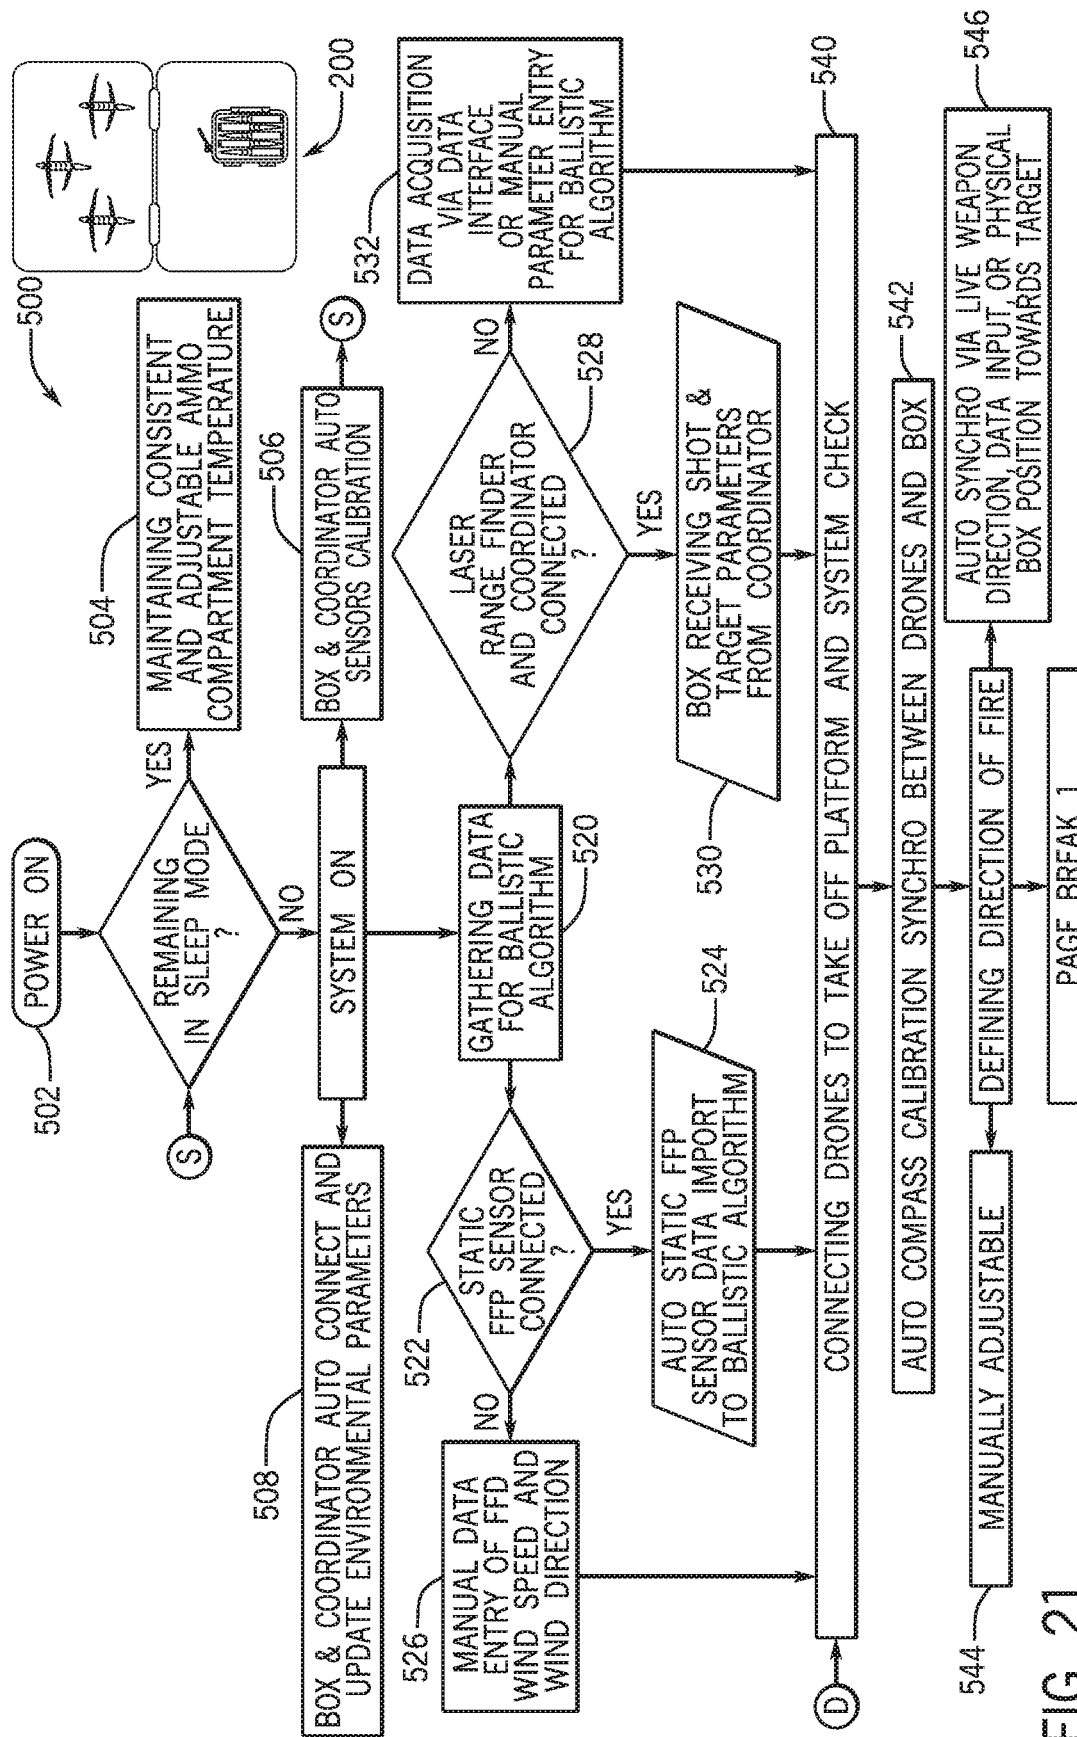 500
200
POWER ON
502
S
REMAINING
IN SLEEP MODE
?
YES
NO
504
MAINTAINING CONSISTENT
AND ADJUSTABLE AMMO
COMPARTMENT TEMPERATURE
SYSTEM ON
506
BOX & COORDINATOR AUTO
SENSORS CALIBRATION
S
508
BOX & COORDINATOR AUTO CONNECT AND
UPDATE ENVIRONMENTAL PARAMETERS
GATHERING DATA
FOR BALLISTIC
ALGORITHM
520
522
STATIC
FFP SENSOR
CONNECTED
?
NO
YES
526
MANUAL DATA
ENTRY OF FFD
WIND SPEED AND
WIND DIRECTION
524
AUTO STATIC FFP
SENSOR DATA IMPORT
TO BALLISTIC ALGORITHM
LASER
RANGE FINDER
AND COORDINATOR
CONNECTED
?
528
NO
YES
532
DATA ACQUISITION
VIA DATA
INTERFACE
OR MANUAL
PARAMETER ENTRY
FOR BALLISTIC
ALGORITHM
530
BOX RECEIVING SHOT &
TARGET PARAMETERS
FROM COORDINATOR
D
CONNECTING DRONES TO TAKE OFF PLATFORM AND SYSTEM CHECK
540
AUTO COMPASS CALIBRATION SYNCHRO BETWEEN DRONES AND BOX
542
544
MANUALLY ADJUSTABLE
DEFINING DIRECTION OF FIRE
AUTO SYNCHRO VIA LIVE WEAPON
DIRECTION, DATA INPUT, OR PHYSICAL
BOX POSITION TOWARDS TARGET
546
PAGE BREAK 1
FIG. 21